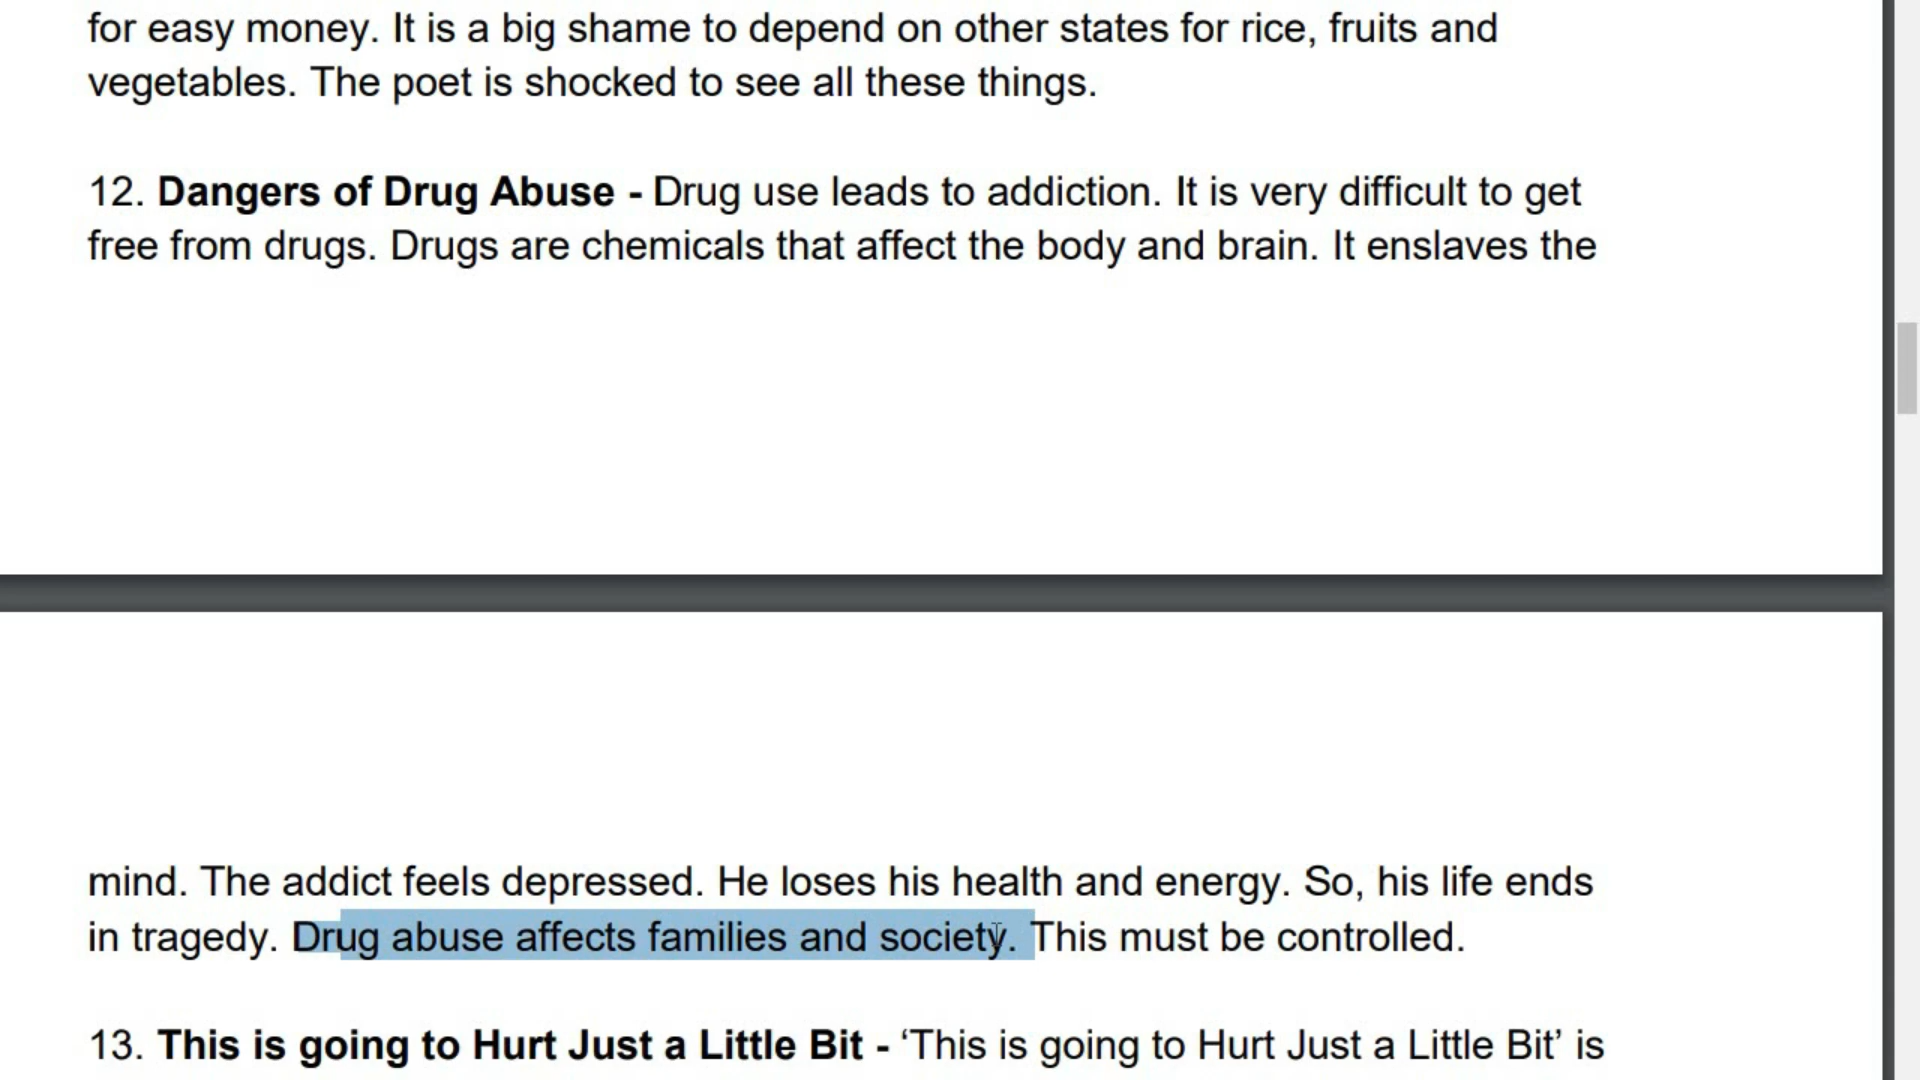 for easy money. It is a big shame to depend on other states for rice, fruits and
vegetables. The poet is shocked to see all these things.
12. Dangers of Drug Abuse - Drug use leads to addiction. It is very difficult to get
free from drugs. Drugs are chemicals that affect the body and brain. It enslaves the
mind. The addict feels depressed. He loses his health and energy. So, his life ends
in tragedy. Drug abuse affects families and society. This must be controlled.
13. This is going to Hurt Just a Little Bit - ‘This is going to Hurt Just a Little Bit’ is